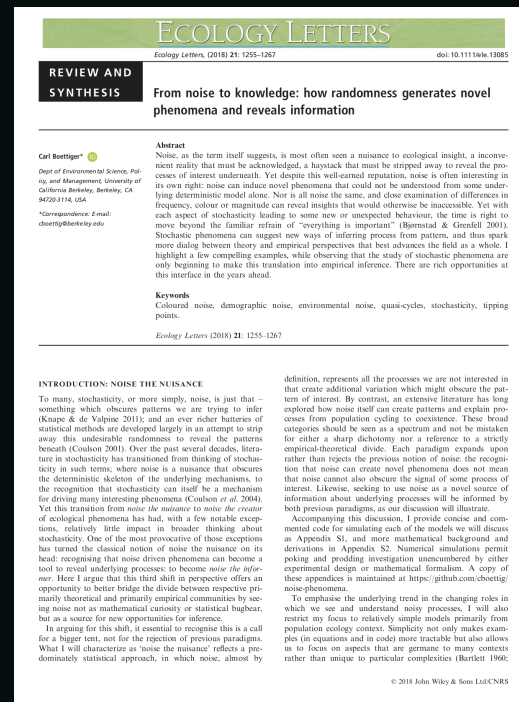 ECOLOGY LETTERS
Ecology Letters, (2018) 21: 1255–1267
doi: 10.1111/ele.13085
REVIEW AND
SYNTHESIS
From noise to knowledge: how randomness generates novel
phenomena and reveals information
Carl Boettiger*
iD
Dept of Environmental Science, Pol-
icy, and Management, University of
California Berkeley, Berkeley, CA
94720-3114, USA
*Correspondence: E-mail:
cboettig@berkeley.edu
Abstract
Noise, as the term itself suggests, is most often seen a nuisance to ecological insight, a inconve-
nient reality that must be acknowledged, a haystack that must be stripped away to reveal the pro-
cesses of interest underneath. Yet despite this well-earned reputation, noise is often interesting in
its own right: noise can induce novel phenomena that could not be understood from some under-
lying deterministic model alone. Nor is all noise the same, and close examination of differences in
frequency, colour or magnitude can reveal insights that would otherwise be inaccessible. Yet with
each aspect of stochasticity leading to some new or unexpected behaviour, the time is right to
move beyond the familiar refrain of “everything is important” (Bjørnstad & Grenfell 2001).
Stochastic phenomena can suggest new ways of inferring process from pattern, and thus spark
more dialog between theory and empirical perspectives that best advances the field as a whole. I
highlight a few compelling examples, while observing that the study of stochastic phenomena are
only beginning to make this translation into empirical inference. There are rich opportunities at
this interface in the years ahead.
Keywords
Coloured noise, demographic noise, environmental noise, quasi-cycles, stochasticity, tipping
points.
Ecology Letters (2018) 21: 1255–1267
INTRODUCTION: NOISE THE NUISANCE
To many, stochasticity, or more simply, noise, is just that –
something which obscures patterns we are trying to infer
(Knape & de Valpine 2011); and an ever richer batteries of
statistical methods are developed largely in an attempt to strip
away this undesirable randomness to reveal the patterns
beneath (Coulson 2001). Over the past several decades, litera-
ture in stochasticity has transitioned from thinking of stochas-
ticity in such terms; where noise is a nuisance that obscures
the deterministic skeleton of the underlying mechanisms, to
the recognition that stochasticity can itself be a mechanism
for driving many interesting phenomena (Coulson et al. 2004).
Yet this transition from noise the nuisance to noise the creator
of ecological phenomena has had, with a few notable excep-
tions, relatively little impact in broader thinking about
stochasticity. One of the most provocative of those exceptions
has turned the classical notion of noise the nuisance on its
head: recognising that noise driven phenomena can become a
tool to reveal underlying processes: to become noise the infor-
mer. Here I argue that this third shift in perspective offers an
opportunity to better bridge the divide between respective pri-
marily theoretical and primarily empirical communities by see-
ing noise not as mathematical curiosity or statistical bugbear,
but as a source for new opportunities for inference.
In arguing for this shift, it essential to recognise this is a call
for a bigger tent, not for the rejection of previous paradigms.
What I will characterize as ‘noise the nuisance’ reflects a pre-
dominately statistical approach, in which noise, almost by
definition, represents all the processes we are not interested in
that create additional variation which might obscure the pat-
tern of interest. By contrast, an extensive literature has long
explored how noise itself can create patterns and explain pro-
cesses from population cycling to coexistence. These broad
categories should be seen as a spectrum and not be mistaken
for either a sharp dichotomy nor a reference to a strictly
empirical-theoretical divide. Each paradigm expands upon
rather than rejects the previous notion of noise: the recogni-
tion that noise can create novel phenomena does not mean
that noise cannot also obscure the signal of some process of
interest. Likewise, seeking to use noise as a novel source of
information about underlying processes will be informed by
both previous paradigms, as our discussion will illustrate.
Accompanying this discussion, I provide concise and com-
mented code for simulating each of the models we will discuss
as Appendix S1, and more mathematical background and
derivations in Appendix S2. Numerical simulations permit
poking and prodding investigation unencumbered by either
experimental design or mathematical formalism. A copy of
these appendices is maintained at https://github.com/cboettig/
noise-phenomena.
To emphasise the underlying trend in the changing roles in
which we see and understand noisy processes, I will also
restrict my focus to relatively simple models primarily from
population ecology context. Simplicity not only makes exam-
ples (in equations and in code) more tractable but also allows
us to focus on aspects that are germane to many contexts
rather than unique to particular complexities (Bartlett 1960;
© 2018 John Wiley & Sons Ltd/CNRS